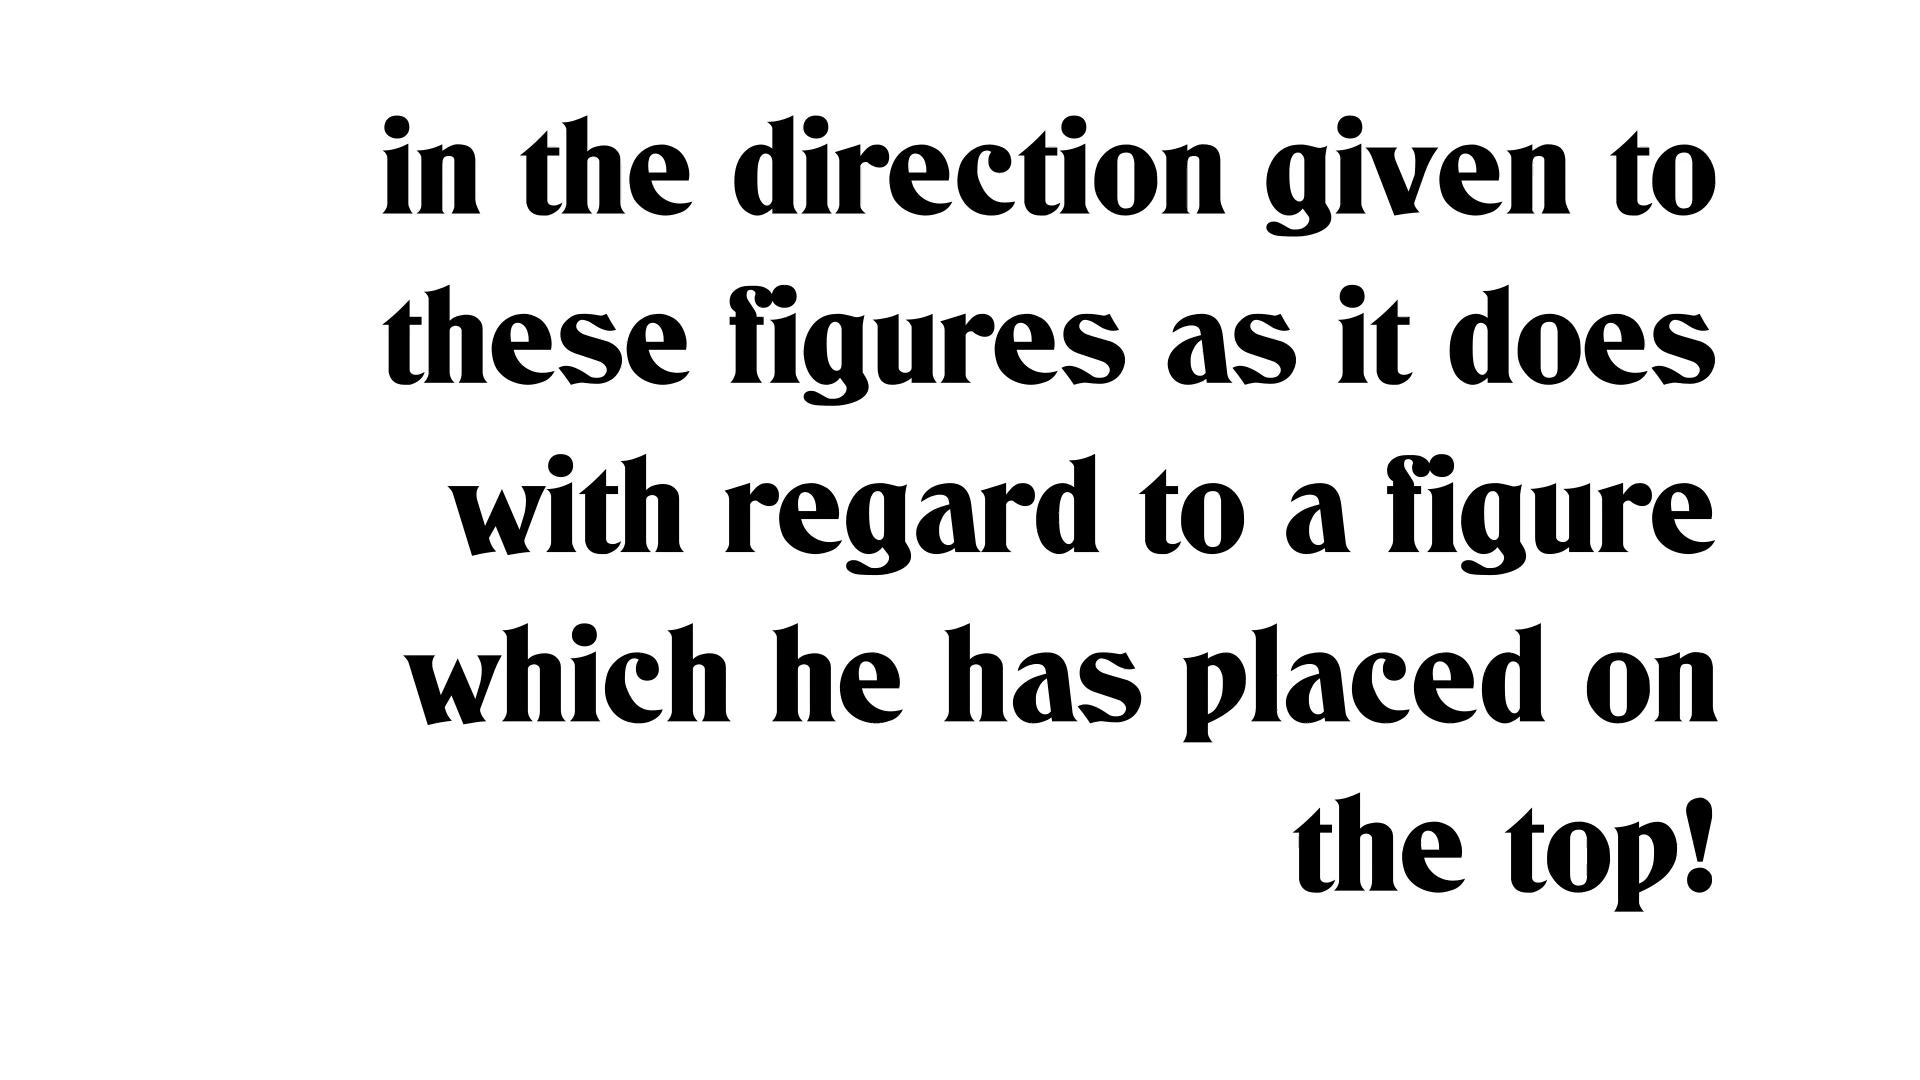 in the direction given to
these figures as it does
with regard to a figure
which he has placed on
the top!